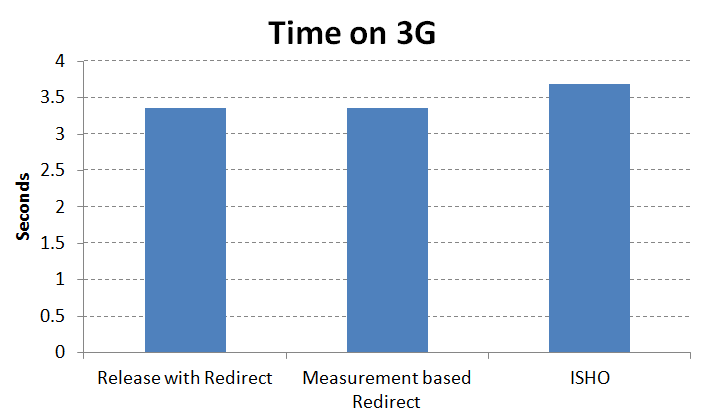 Time on 3G
4
3.5
3
2.5
2
1.5
1
0.5
0
Seconds
Release with Redirect
Measurement based
Redirect
ISHO